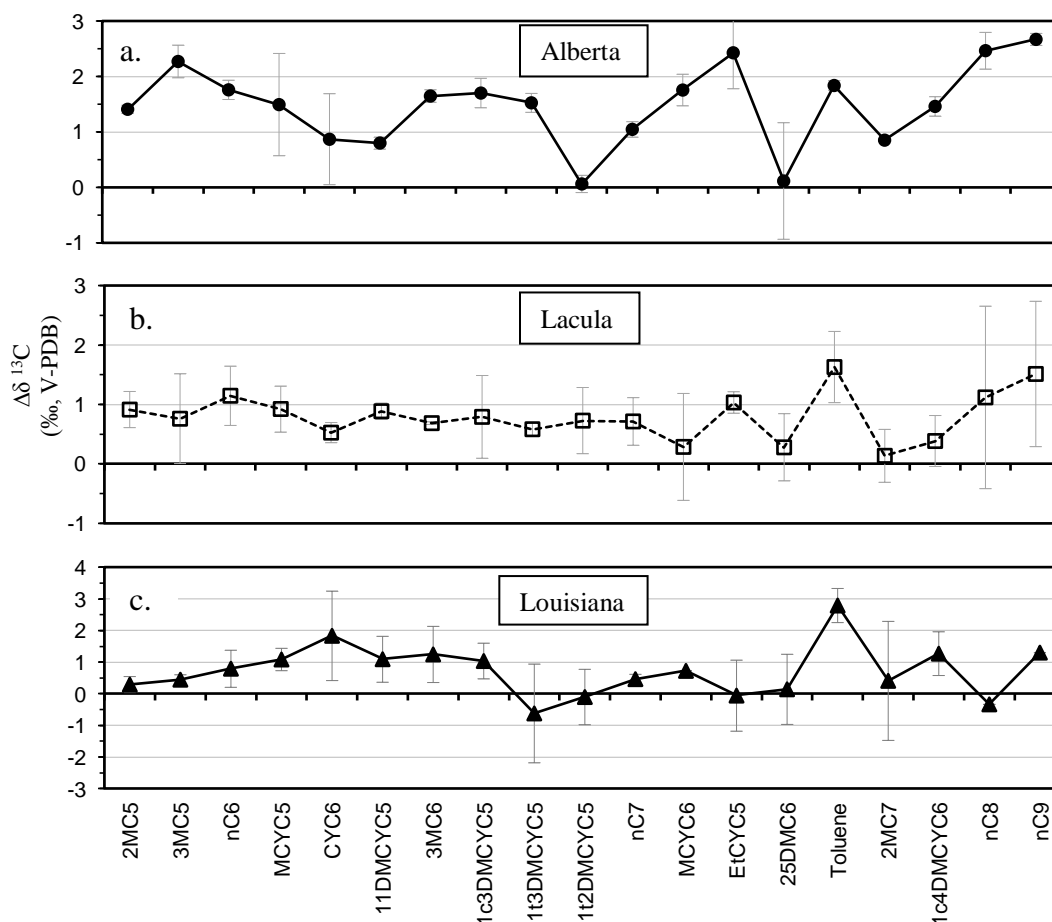 3
2
1
0
-1
a.
Alberta
3
2
1
0
-1
b.
Lacula
Δδ ¹³C
(‰, V-PDB)
4
3
2
1
0
-1
-2
-3
c.
Louisiana
2MC5
3MC5
nC6
MCYC5
CYC6
11DMCYC5
3MC6
1c3DMCYC5
1t3DMCYC5
1t2DMCYC5
nC7
MCYC6
EtCYC5
25DMC6
Toluene
2MC7
1c4DMCYC6
nC8
nC9